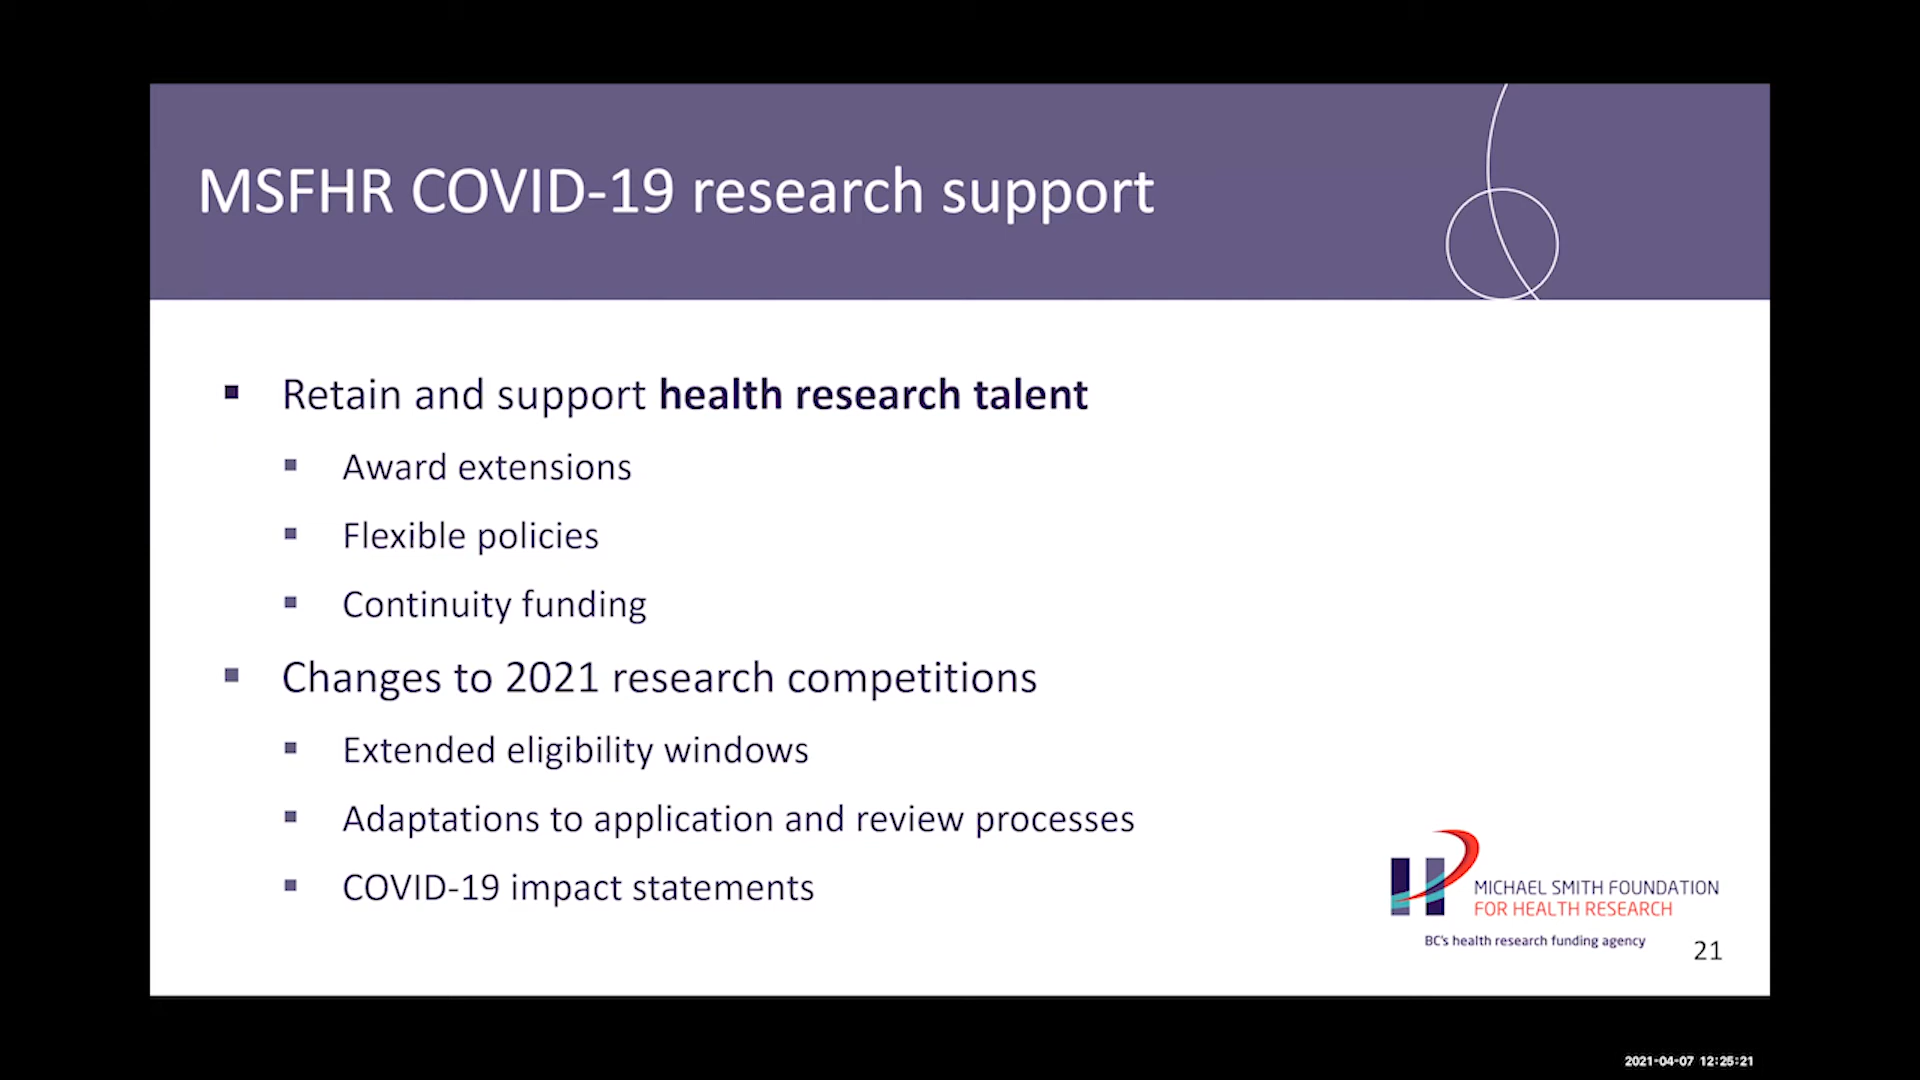 MSFHR COVID-19 research support
▪ Retain and support health research talent
▪ Award extensions
▪ Flexible policies
▪ Continuity funding
▪ Changes to 2021 research competitions
▪ Extended eligibility windows
▪ Adaptations to application and review processes
▪ COVID-19 impact statements
MICHAEL SMITH FOUNDATION
FOR HEALTH RESEARCH
BC's health research funding agency
21
2021-04-07 12:25:21